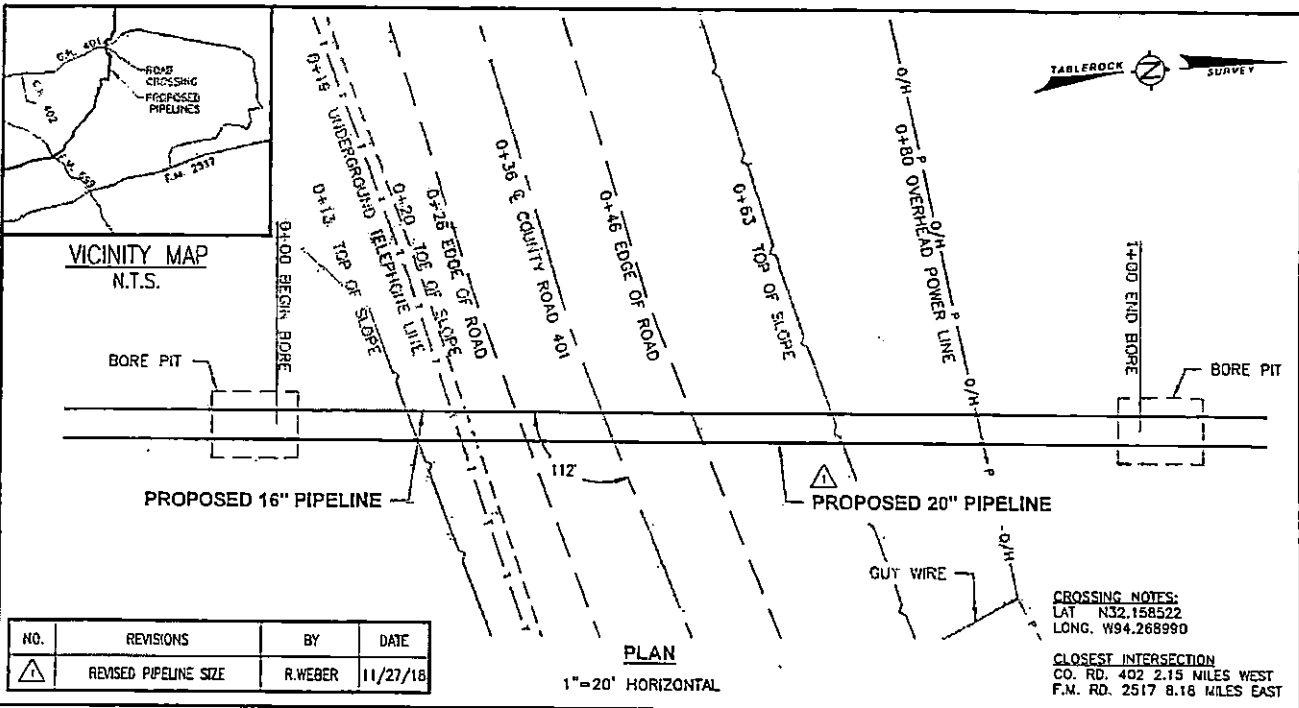 C.R. 401
ROAD
CROSSING
PROPOSED
PIPELINES
C.R. 402
F.M. 2517
VICINITY MAP
N.T.S.
TABLEROCK
N
SURVEY
0+00 BEGIN BORE
0+13 TOP OF SLOPE
UNDERGROUND TELEPHONE LINE
0+20 TOE OF SLOPE
0+26 EDGE OF ROAD
0+36 ℄ COUNTY ROAD 401
0+46 EDGE OF ROAD
0+63 TOP OF SLOPE
O/H
P
0+80 OVERHEAD POWER LINE
O/H
P
O/H
P
1+00 END BORE
BORE PIT
BORE PIT
112'
PROPOSED 16" PIPELINE
1
PROPOSED 20" PIPELINE
O/H
P
GUY WIRE
CROSSING NOTES:
LAT N32.158522
LONG. W94.268990
CLOSEST INTERSECTION
CO. RD. 402 2.15 MILES WEST
F.M. RD. 2517 8.18 MILES EAST
NO. REVISIONS BY DATE
1 REVISED PIPELINE SIZE R.WEBER 11/27/18
PLAN
1"=20' HORIZONTAL